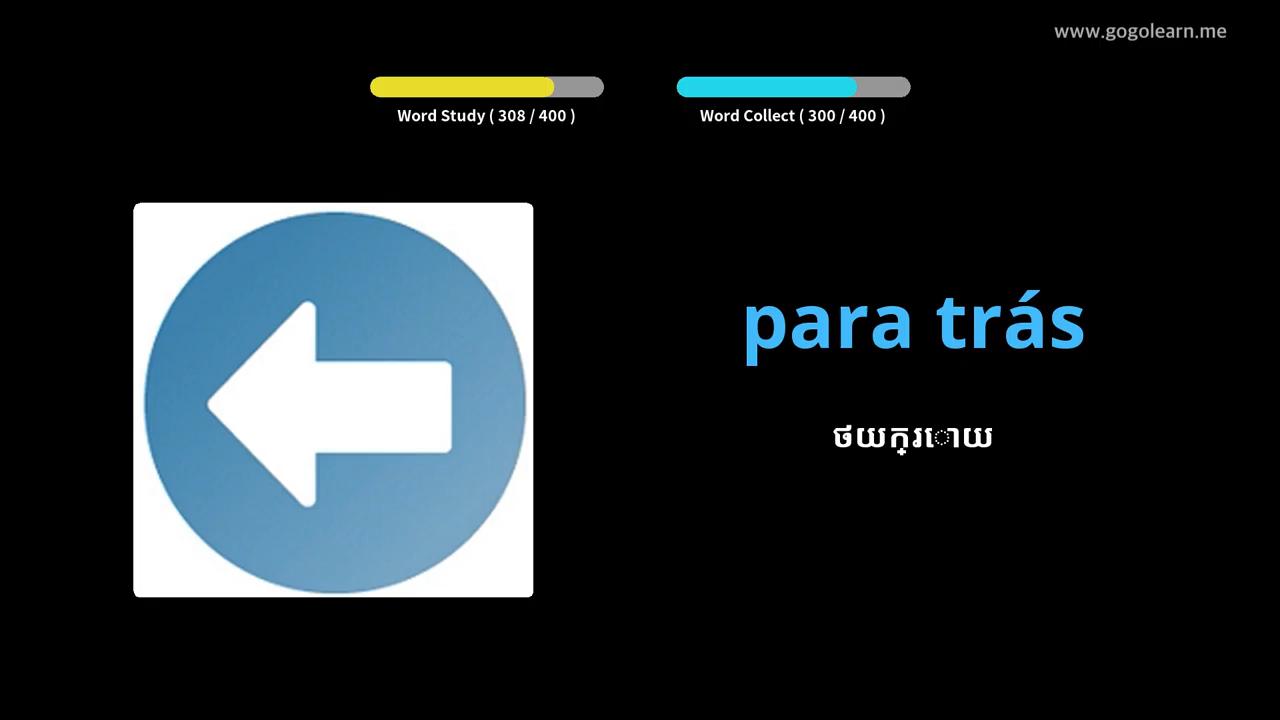 www.gogolearn.me
Word Study ( 308 / 400 )
Word Collect ( 300 / 400 )
para trás
ថយក្រោយ